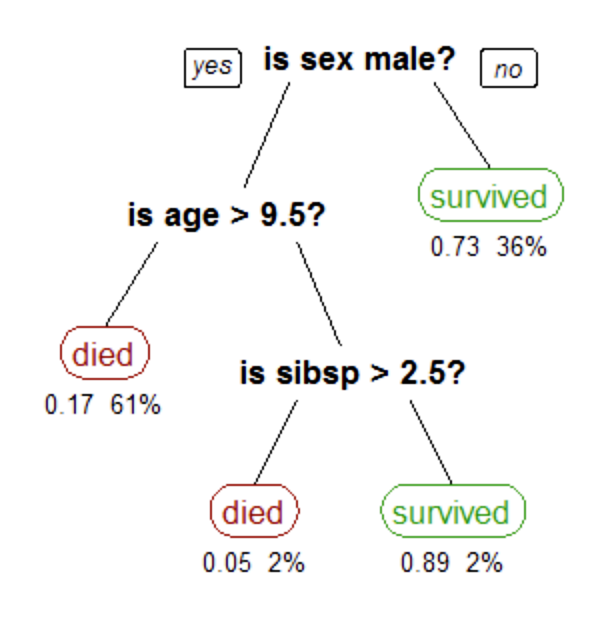 yes is sex male? no
survived
0.73 36%
is age > 9.5?
died
0.17 61%
is sibsp > 2.5?
died survived
0.05 2% 0.89 2%